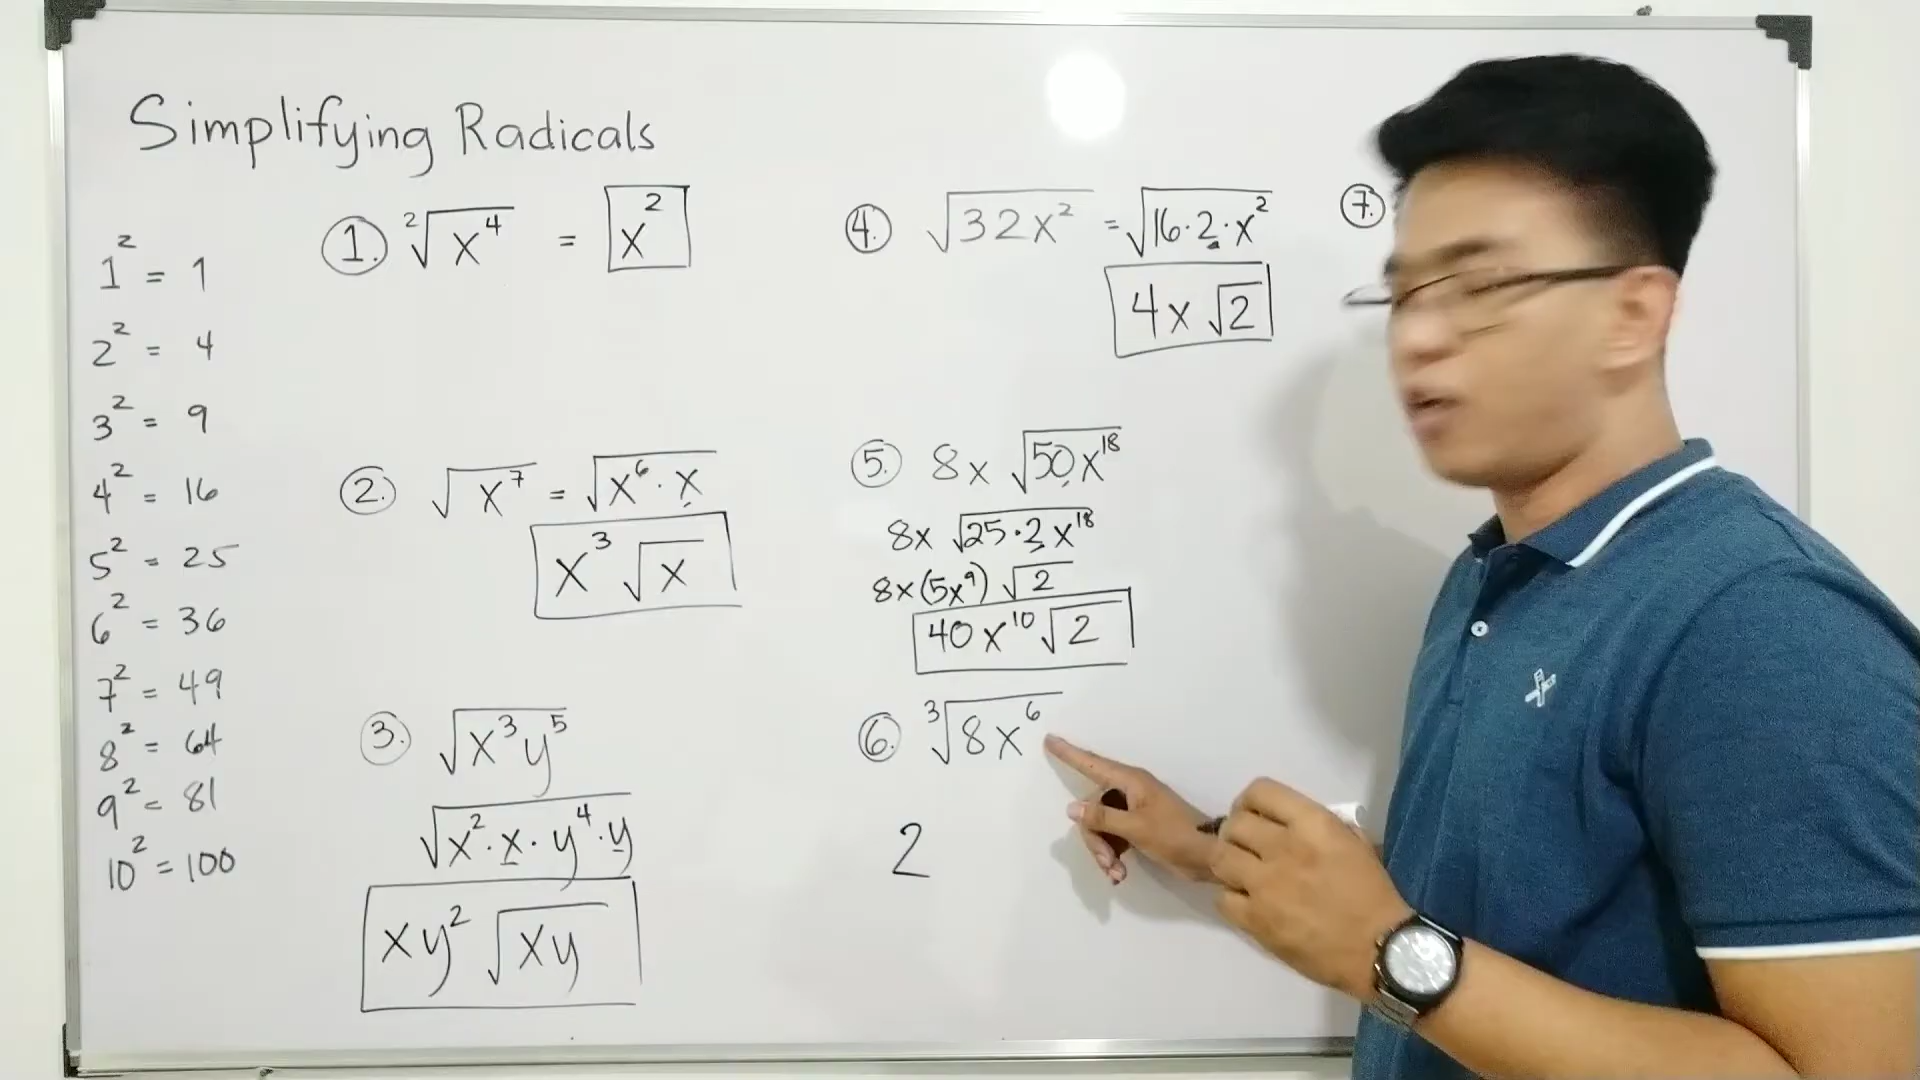 Simplifying Radicals
1² = 1
2² = 4
3² = 9
4² = 16
5² = 25
6² = 36
7² = 49
8² = 64
9² = 81
10² = 100
1. ²√x⁴ = x²
2. √x⁷ = √x⁶·x
x³√x
3. √x³y⁵
√x²·x·y⁴·y
xy²√xy
4. √32x² = √16·2·x²
4x√2
5. 8x√50x¹⁸
8x√25·2x¹⁸
8x(5x⁹)√2
40x¹⁰√2
6. ³√8x⁶
2
7.